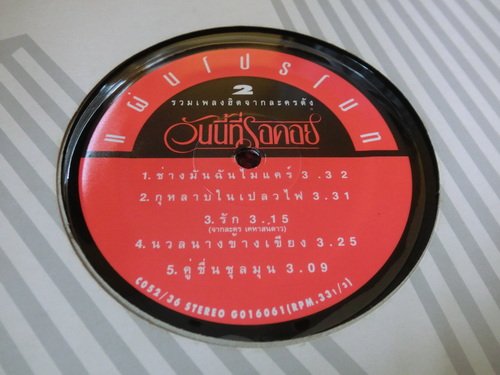 แผ่นโปรโมท
2
รวมเพลงฮิตจากละครดัง
วันนี้ที่รอคอย
1. ช่างมันฉันไม่แคร์ 3.32
2. กุหลาบในเปลวไฟ 3.31
3. รัก 3.15
(จากละคร เคหาสนดาว)
4. นวลนางข้างเขียง 3.25
5. คู่ชื่นชุลมุน 3.09
C052/36 STEREO G016061(RPM.33 1/3)